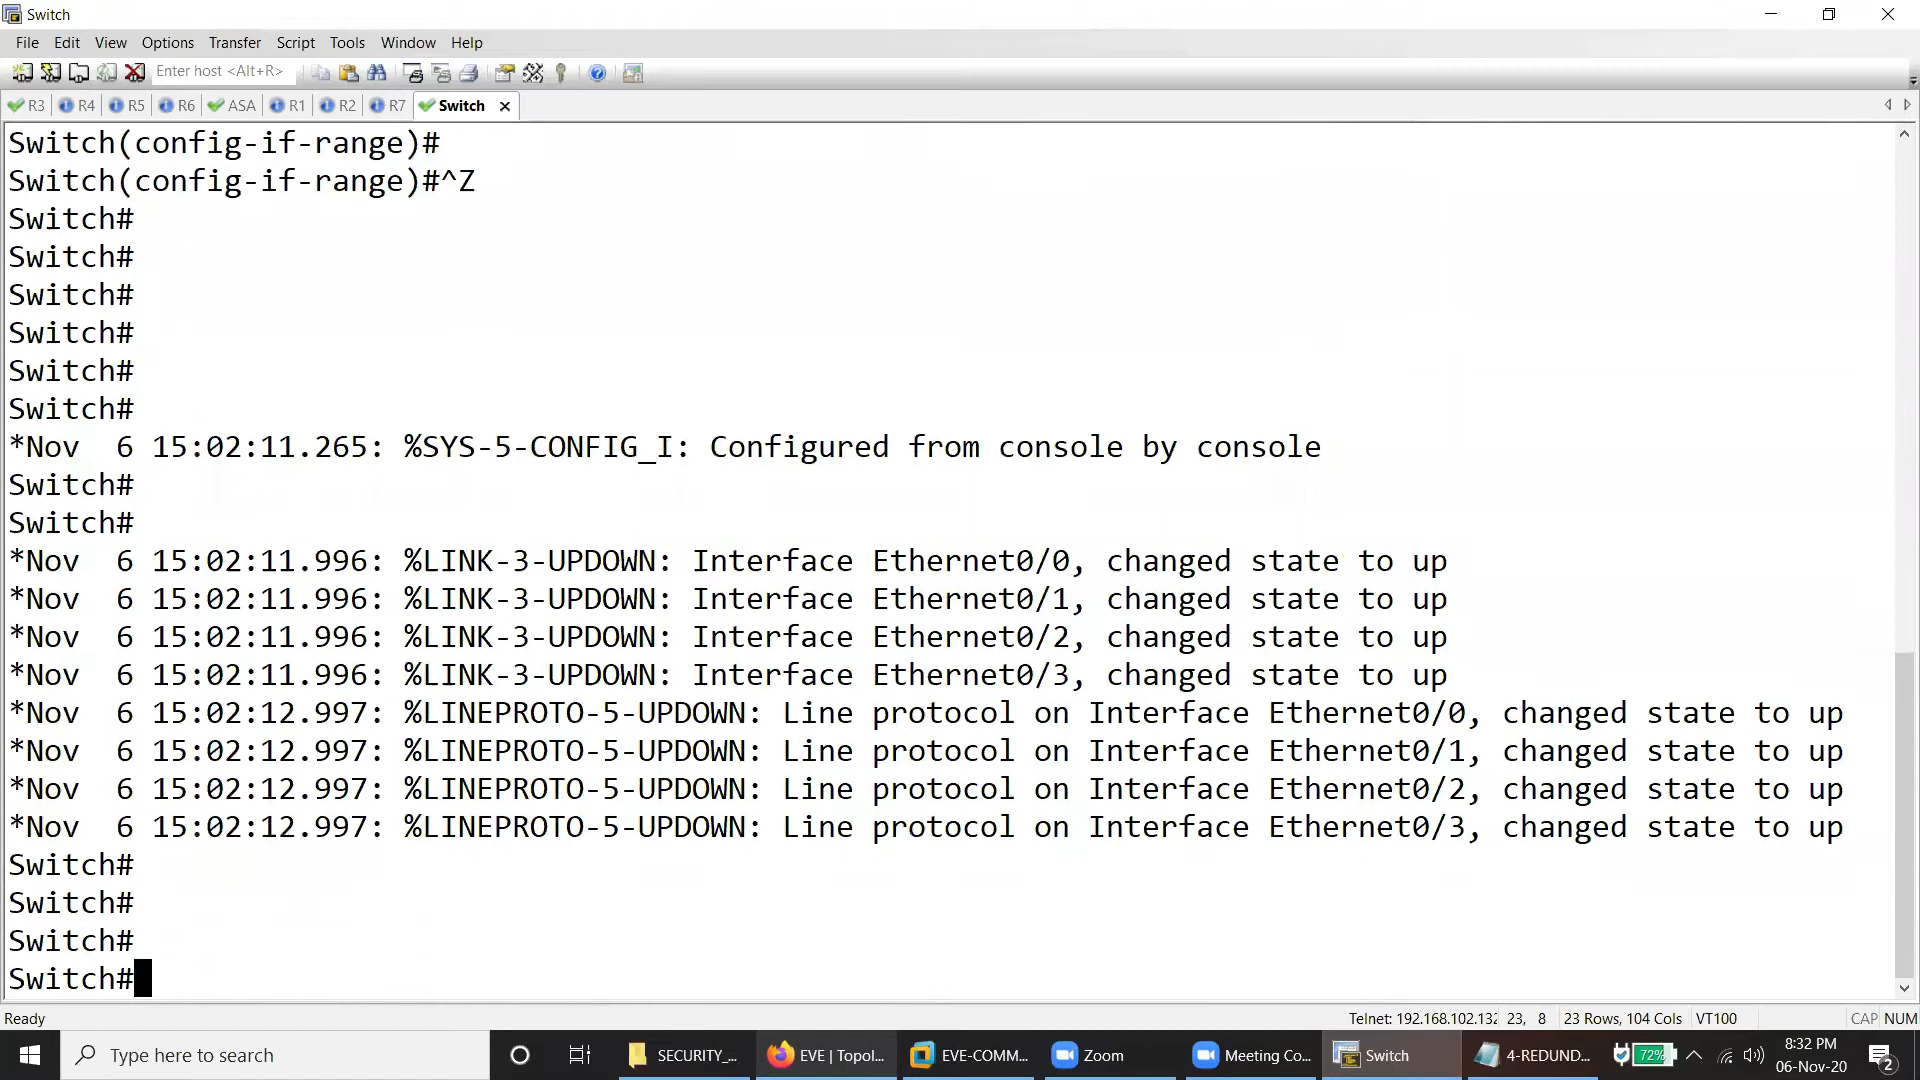 Switch
File Edit View Options Transfer Script Tools Window Help
Enter host <Alt+R>
R3 R4 R5 R6 ASA R1 R2 R7 Switch
Switch(config-if-range)#
Switch(config-if-range)#^Z
Switch#
Switch#
Switch#
Switch#
Switch#
Switch#
*Nov  6 15:02:11.265: %SYS-5-CONFIG_I: Configured from console by console
Switch#
Switch#
*Nov  6 15:02:11.996: %LINK-3-UPDOWN: Interface Ethernet0/0, changed state to up
*Nov  6 15:02:11.996: %LINK-3-UPDOWN: Interface Ethernet0/1, changed state to up
*Nov  6 15:02:11.996: %LINK-3-UPDOWN: Interface Ethernet0/2, changed state to up
*Nov  6 15:02:11.996: %LINK-3-UPDOWN: Interface Ethernet0/3, changed state to up
*Nov  6 15:02:12.997: %LINEPROTO-5-UPDOWN: Line protocol on Interface Ethernet0/0, changed state to up
*Nov  6 15:02:12.997: %LINEPROTO-5-UPDOWN: Line protocol on Interface Ethernet0/1, changed state to up
*Nov  6 15:02:12.997: %LINEPROTO-5-UPDOWN: Line protocol on Interface Ethernet0/2, changed state to up
*Nov  6 15:02:12.997: %LINEPROTO-5-UPDOWN: Line protocol on Interface Ethernet0/3, changed state to up
Switch#
Switch#
Switch#
Switch#
Ready Telnet: 192.168.102.132 23, 8 23 Rows, 104 Cols VT100 CAP NUM
Type here to search SECURITY_... EVE | Topol... EVE-COMM... Zoom Meeting Co... Switch 4-REDUND... 72% 8:32 PM
06-Nov-20 2